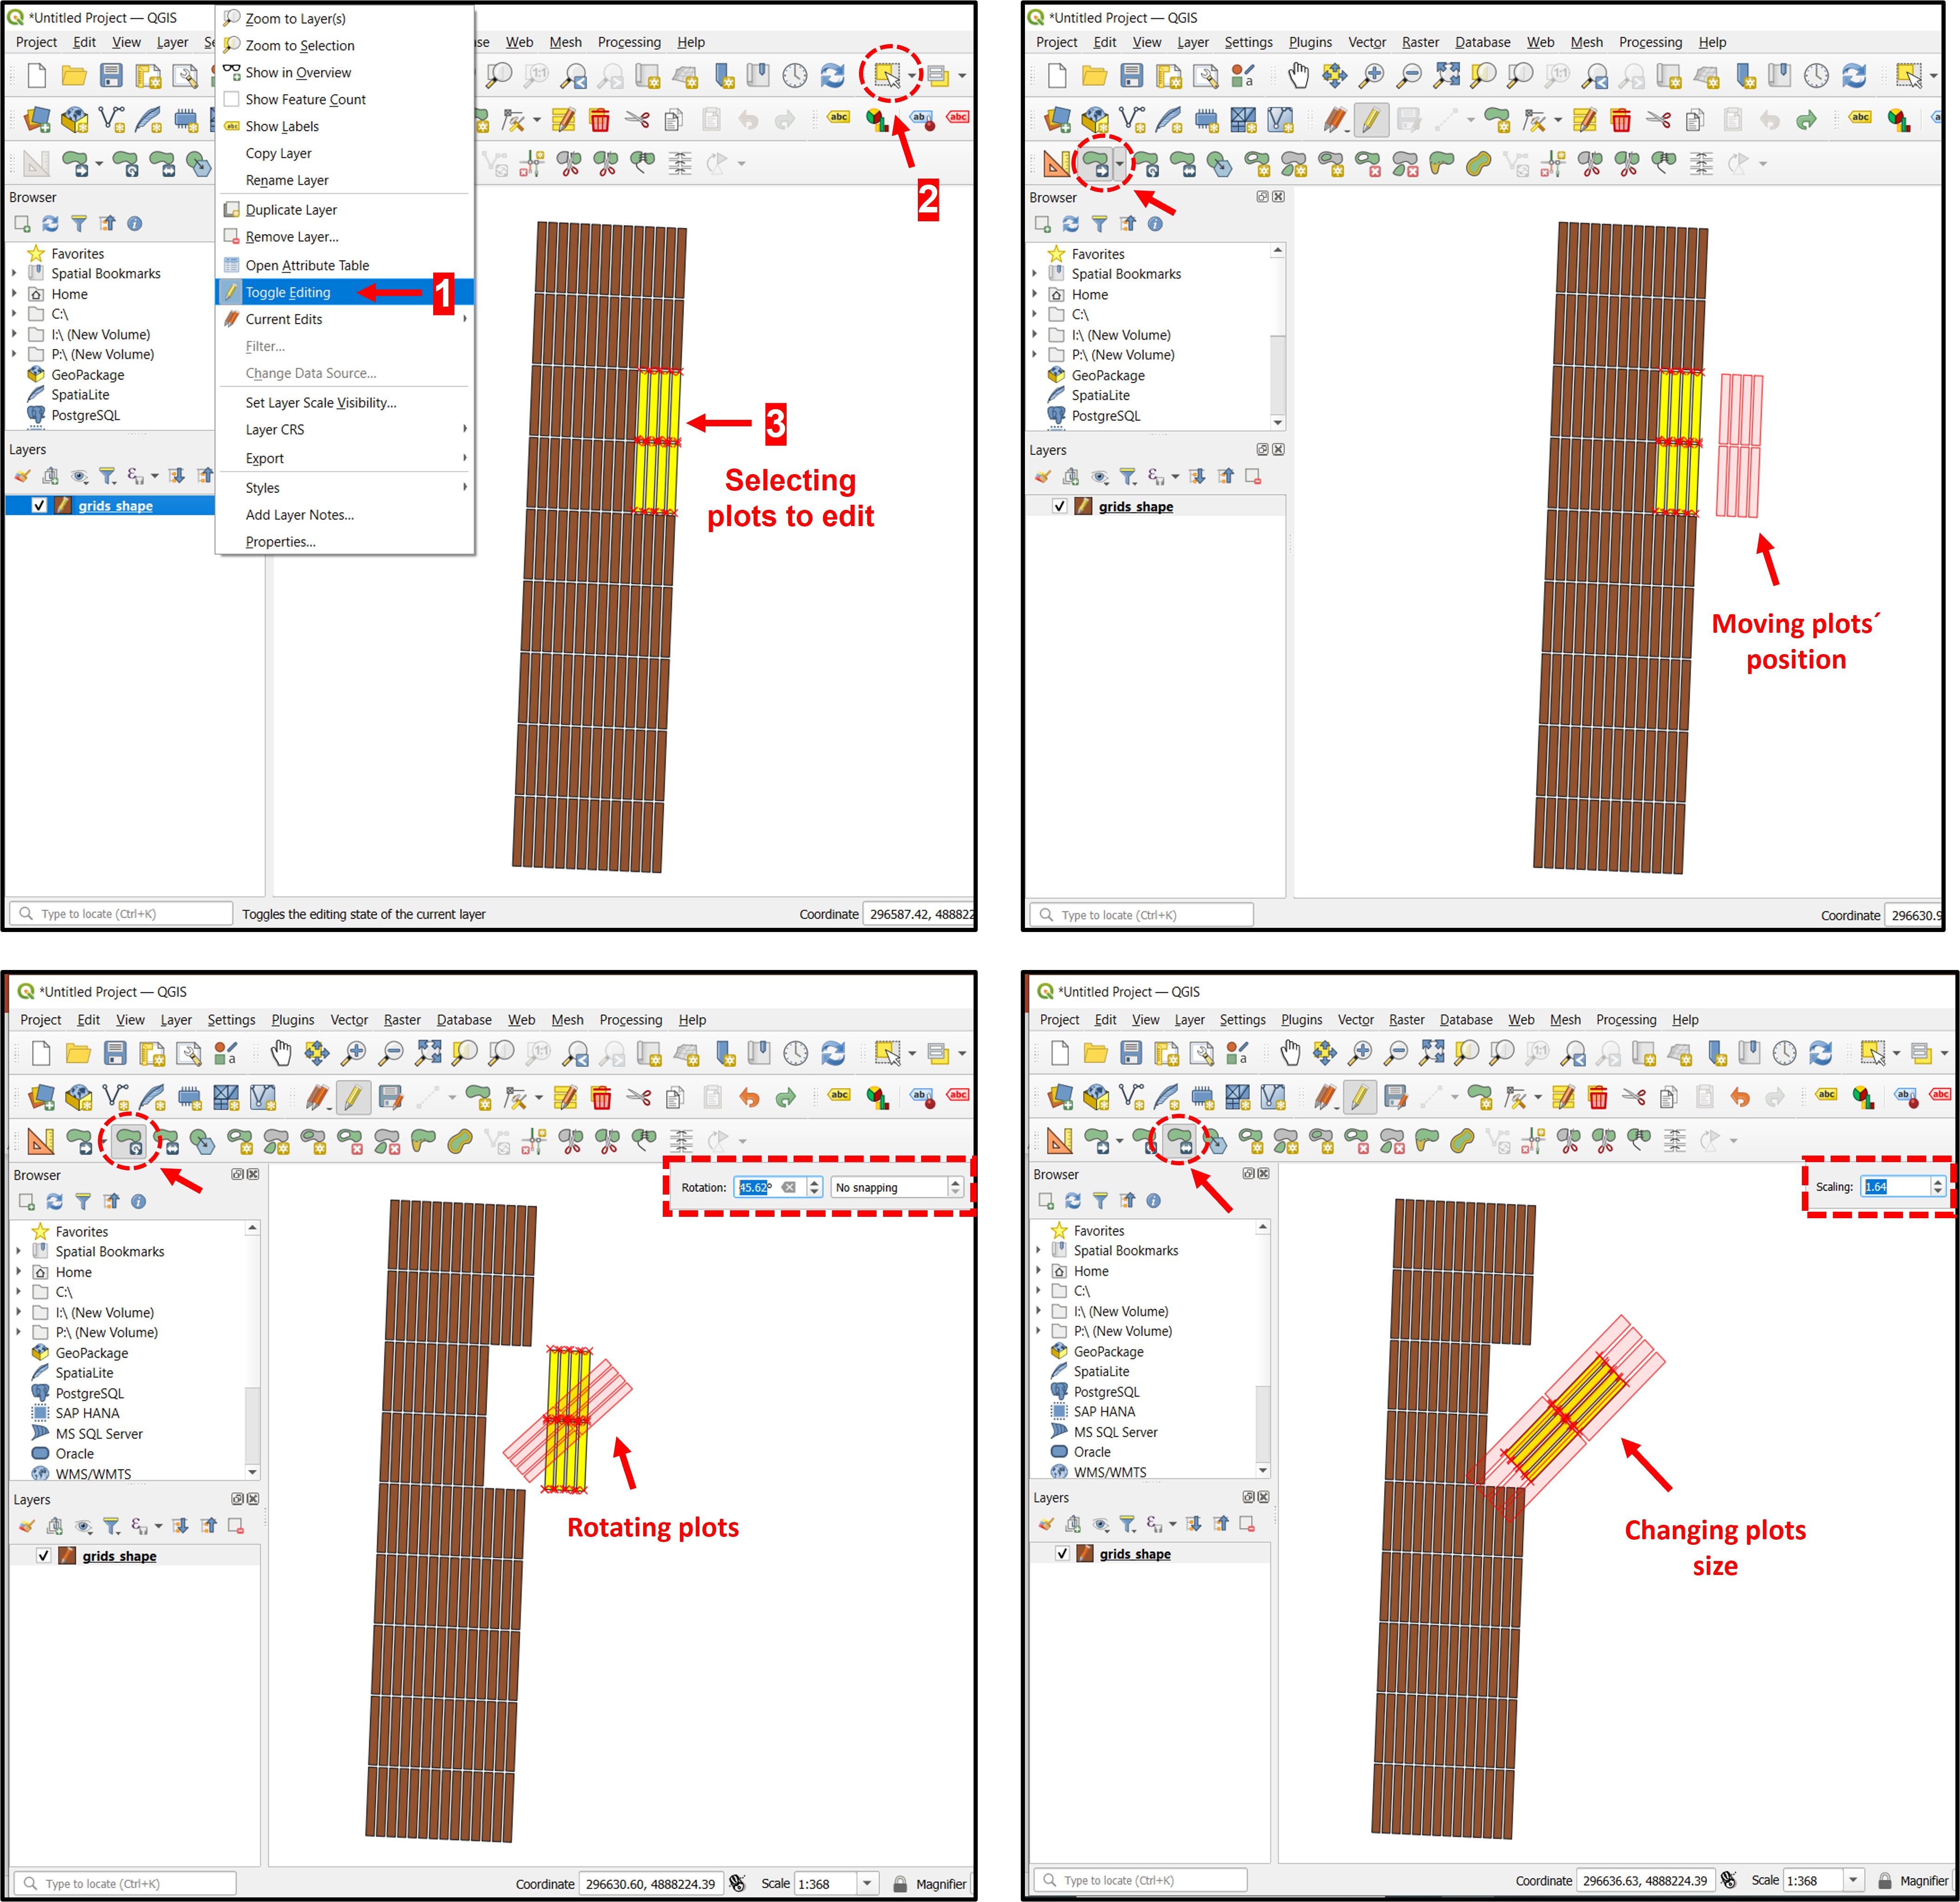 *Untitled Project — QGIS
Project Edit View Layer
Web Mesh Processing Help
Zoom to Layer(s)
Zoom to Selection
Show in Overview
Show Feature Count
Show Labels
Copy Layer
Rename Layer
Duplicate Layer
Remove Layer...
Open Attribute Table
Toggle Editing
Current Edits
Filter...
Change Data Source...
Set Layer Scale Visibility...
Layer CRS
Export
Styles
Add Layer Notes...
Properties...
1
2
3
Selecting
plots to edit
Browser
Favorites
Spatial Bookmarks
Home
C:\
I:\ (New Volume)
P:\ (New Volume)
GeoPackage
SpatiaLite
PostgreSQL
Layers
grids shape
Type to locate (Ctrl+K)
Toggles the editing state of the current layer
Coordinate 296587.42, 488822
*Untitled Project — QGIS
Project Edit View Layer Settings Plugins Vector Raster Database Web Mesh Processing Help
Browser
Favorites
Spatial Bookmarks
Home
C:\
I:\ (New Volume)
P:\ (New Volume)
GeoPackage
SpatiaLite
PostgreSQL
Layers
grids shape
Moving plots´
position
Type to locate (Ctrl+K)
Coordinate 296630.9
*Untitled Project — QGIS
Project Edit View Layer Settings Plugins Vector Raster Database Web Mesh Processing Help
Browser
Rotation: 45.62° No snapping
Favorites
Spatial Bookmarks
Home
C:\
I:\ (New Volume)
P:\ (New Volume)
GeoPackage
SpatiaLite
PostgreSQL
SAP HANA
MS SQL Server
Oracle
WMS/WMTS
Layers
grids shape
Rotating plots
Type to locate (Ctrl+K)
Coordinate 296630.60, 4888224.39 Scale 1:368 Magnifier
*Untitled Project — QGIS
Project Edit View Layer Settings Plugins Vector Raster Database Web Mesh Processing Help
Browser
Scaling: 1.64
Favorites
Spatial Bookmarks
Home
C:\
I:\ (New Volume)
P:\ (New Volume)
GeoPackage
SpatiaLite
PostgreSQL
SAP HANA
MS SQL Server
Oracle
WMS/WMTS
Layers
grids shape
Changing plots
size
Type to locate (Ctrl+K)
Coordinate 296636.63, 4888224.39 Scale 1:368 Magnifier